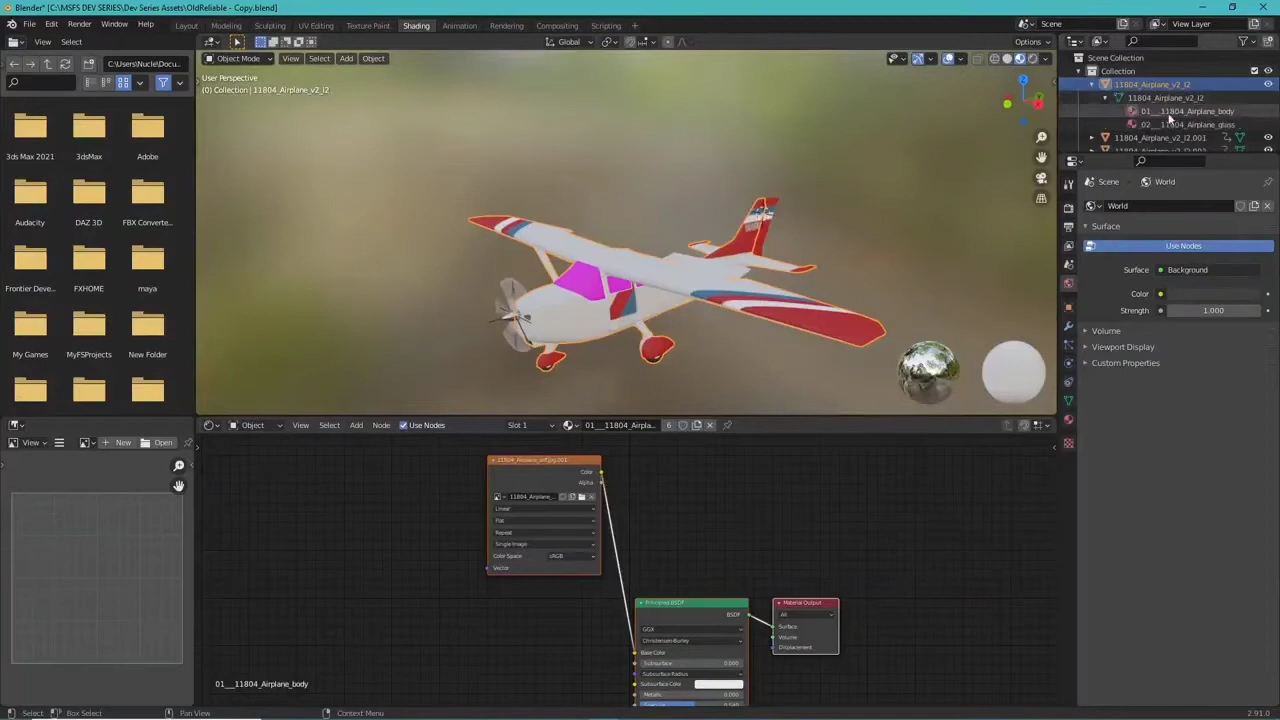 Blender* [C:\MSFS DEV SERIES\Dev Series Assets\OldReliable - Copy.blend]
File Edit Render Window Help Layout Modeling Sculpting UV Editing Texture Paint Shading Animation Rendering Compositing Scripting Scene View Layer
View Select Global Options
C:\Users\Nucle\Docu... Object Mode View Select Add Object
User Perspective
(0) Collection | 11804_Airplane_v2_l2
Scene Collection
Collection
11804_Airplane_v2_l2
11804_Airplane_v2_l2
01___11804_Airplane_body
02___11804_Airplane_glass
11804_Airplane_v2_l2.001
3ds Max 2021 3dsMax Adobe
Audacity DAZ 3D FBX Converte...
Frontier Deve... FXHOME maya
My Games MyFSProjects New Folder
Scene World
World
Surface
Use Nodes
Surface Background
Color
Strength 1.000
Volume
Viewport Display
Custom Properties
View New Open
Object View Select Add Node Use Nodes Slot 1 01___11804_Airpla... 6
Color
Alpha
11804_Airplane_...
Linear
Flat
Repeat
Single Image
Color Space sRGB
Vector
Principled BSDF
BSDF
GGX
Christensen-Burley
Base Color
Subsurface 0.000
Subsurface Radius
Subsurface Color
Metallic 0.000
Material Output
All
Surface
Volume
Displacement
01___11804_Airplane_body
Select Box Select Pan View Context Menu 2.91.0